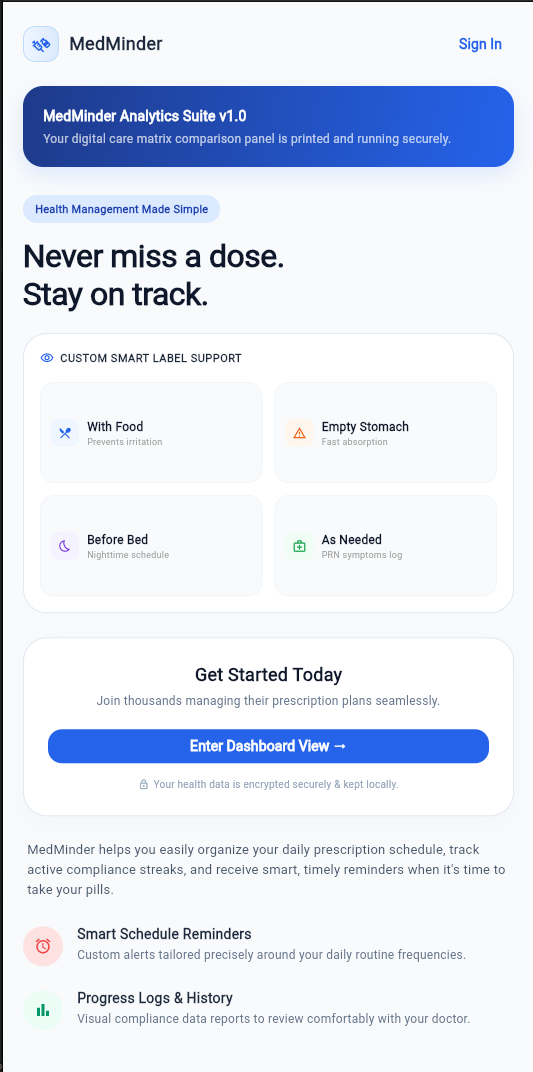 MedMinder
Sign In
MedMinder Analytics Suite v1.0
Your digital care matrix comparison panel is printed and running securely.
Health Management Made Simple
Never miss a dose.
Stay on track.
CUSTOM SMART LABEL SUPPORT
With Food
Prevents irritation
Empty Stomach
Fast absorption
Before Bed
Nighttime schedule
As Needed
PRN symptoms log
Get Started Today
Join thousands managing their prescription plans seamlessly.
Enter Dashboard View →
Your health data is encrypted securely & kept locally.
MedMinder helps you easily organize your daily prescription schedule, track
active compliance streaks, and receive smart, timely reminders when it's time to
take your pills.
Smart Schedule Reminders
Custom alerts tailored precisely around your daily routine frequencies.
Progress Logs & History
Visual compliance data reports to review comfortably with your doctor.